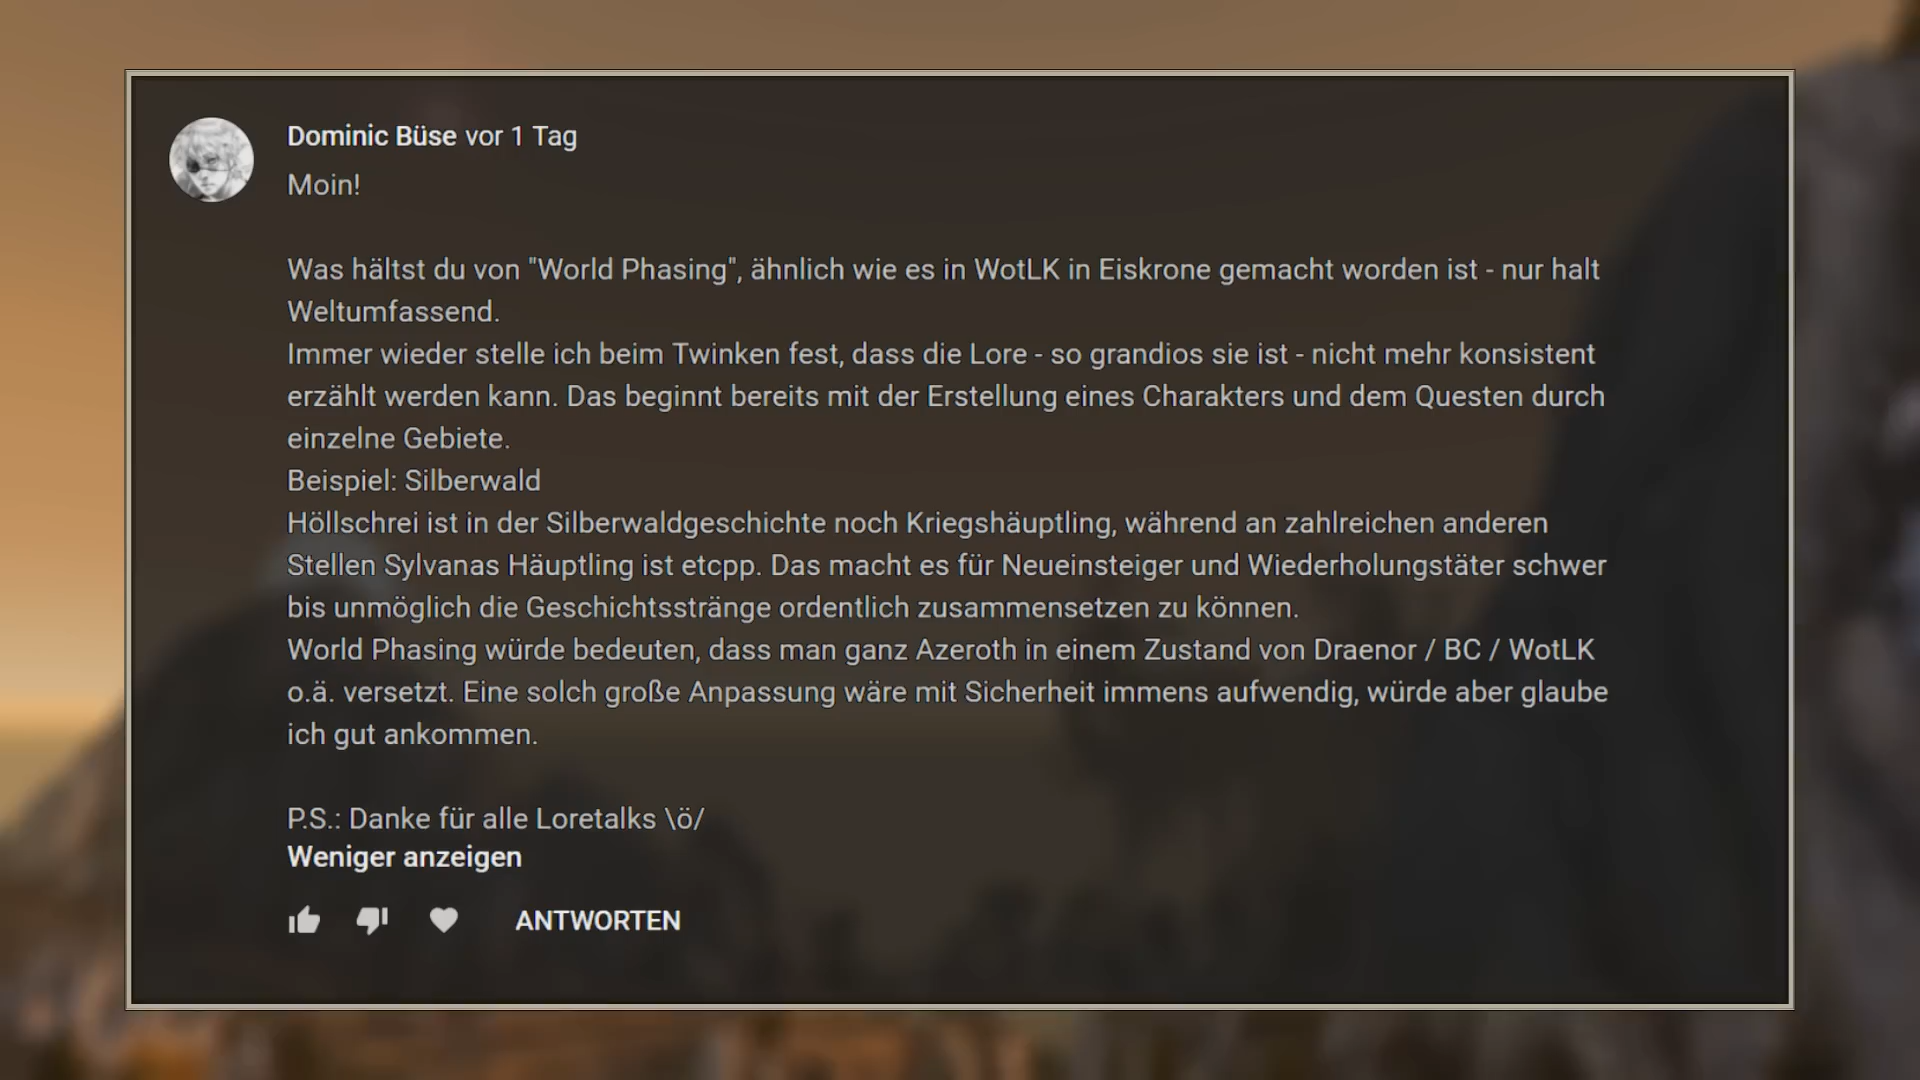 Dominic Büse vor 1 Tag
Moin!
Was hältst du von "World Phasing", ähnlich wie es in WotLK in Eiskrone gemacht worden ist - nur halt
Weltumfassend.
Immer wieder stelle ich beim Twinken fest, dass die Lore - so grandios sie ist - nicht mehr konsistent
erzählt werden kann. Das beginnt bereits mit der Erstellung eines Charakters und dem Questen durch
einzelne Gebiete.
Beispiel: Silberwald
Höllschrei ist in der Silberwaldgeschichte noch Kriegshäuptling, während an zahlreichen anderen
Stellen Sylvanas Häuptling ist etcpp. Das macht es für Neueinsteiger und Wiederholungstäter schwer
bis unmöglich die Geschichtsstränge ordentlich zusammensetzen zu können.
World Phasing würde bedeuten, dass man ganz Azeroth in einem Zustand von Draenor / BC / WotLK
o.ä. versetzt. Eine solch große Anpassung wäre mit Sicherheit immens aufwendig, würde aber glaube
ich gut ankommen.
P.S.: Danke für alle Loretalks \ö/
Weniger anzeigen
ANTWORTEN